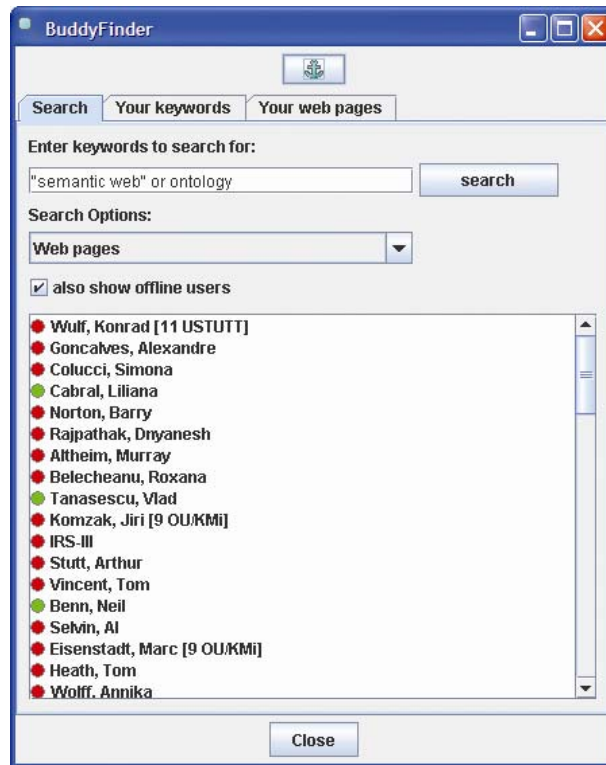 BuddyFinder
Search Your keywords Your web pages
Enter keywords to search for:
"semantic web" or ontology search
Search Options:
Web pages
also show offline users
Wulf, Konrad [11 USTUTT]
Goncalves, Alexandre
Colucci, Simona
Cabral, Liliana
Norton, Barry
Rajpathak, Dnyanesh
Altheim, Murray
Belecheanu, Roxana
Tanasescu, Vlad
Komzak, Jiri [9 OU/KMi]
IRS-III
Stutt, Arthur
Vincent, Tom
Benn, Neil
Selvin, Al
Eisenstadt, Marc [9 OU/KMi]
Heath, Tom
Wolff, Annika
Close